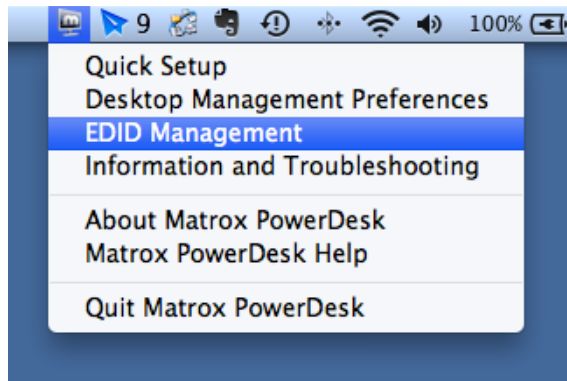 9 100%
Quick Setup
Desktop Management Preferences
EDID Management
Information and Troubleshooting
About Matrox PowerDesk
Matrox PowerDesk Help
Quit Matrox PowerDesk